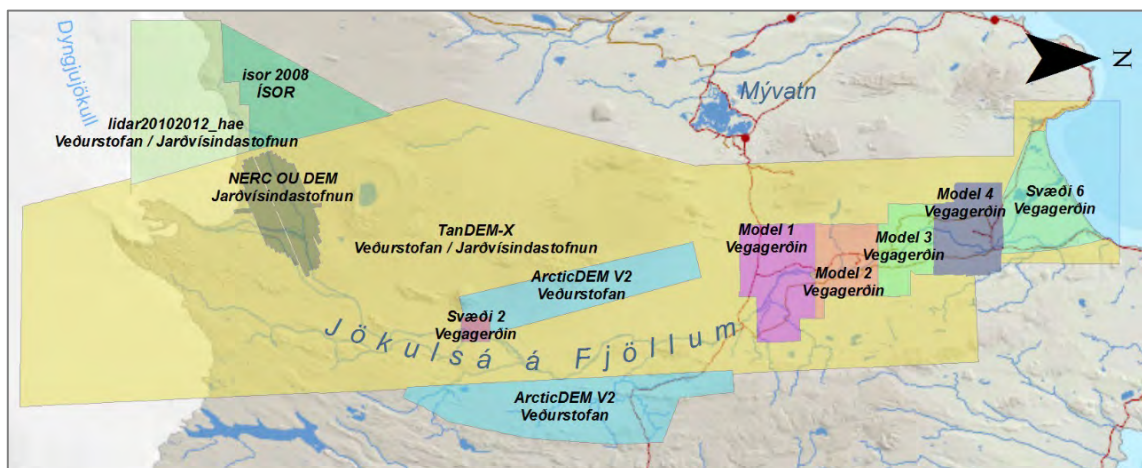 Dyngjujökull
isor 2008
ÍSOR
lidar20102012_hae
Veðurstofan / Jarðvísindastofnun
NERC OU DEM
Jarðvísindastofnun
Mývatn
N
TanDEM-X
Veðurstofan / Jarðvísindastofnun
ArcticDEM V2
Veðurstofan
Svæði 2
Vegagerðin
Model 1
Vegagerðin
Model 2
Vegagerðin
Model 3
Vegagerðin
Model 4
Vegagerðin
Svæði 6
Vegagerðin
Jökulsá á Fjöllum
ArcticDEM V2
Veðurstofan